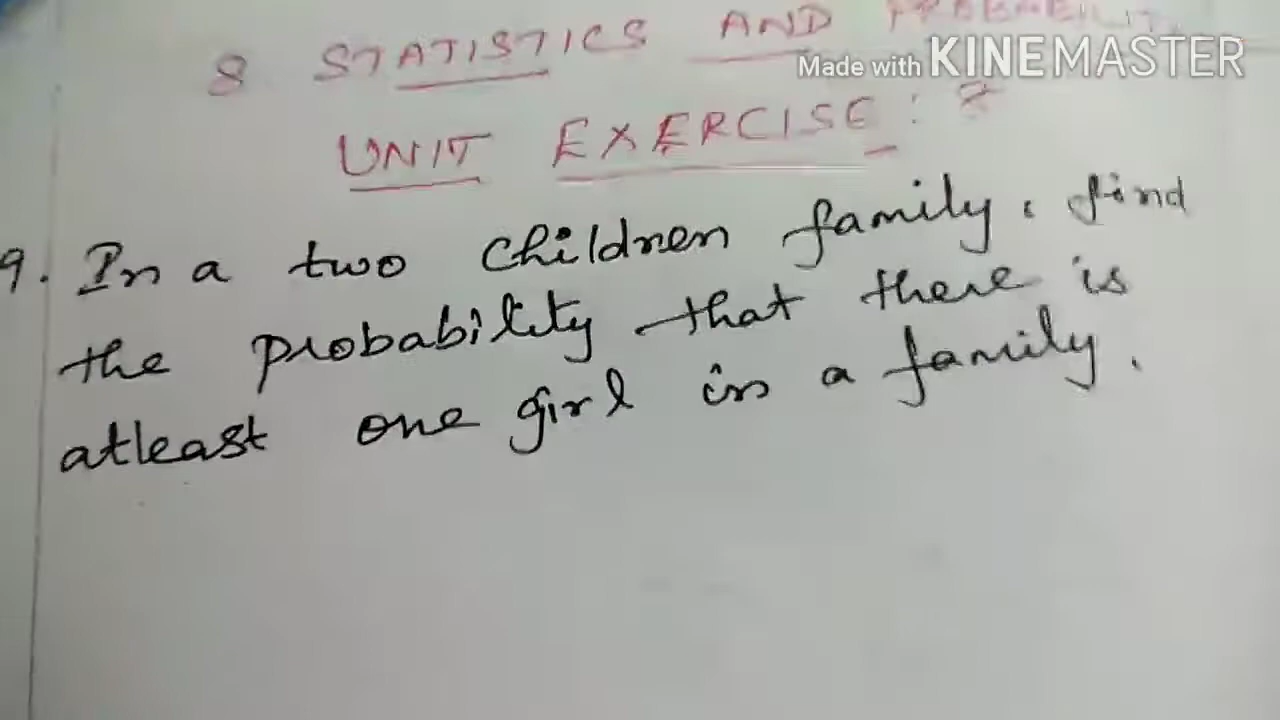 8 STATISTICS AND PROBABILIT
Made with KINEMASTER
UNIT EXERCISE :
9. In a two children family, find
the probability that there is
atleast one girl in a family.